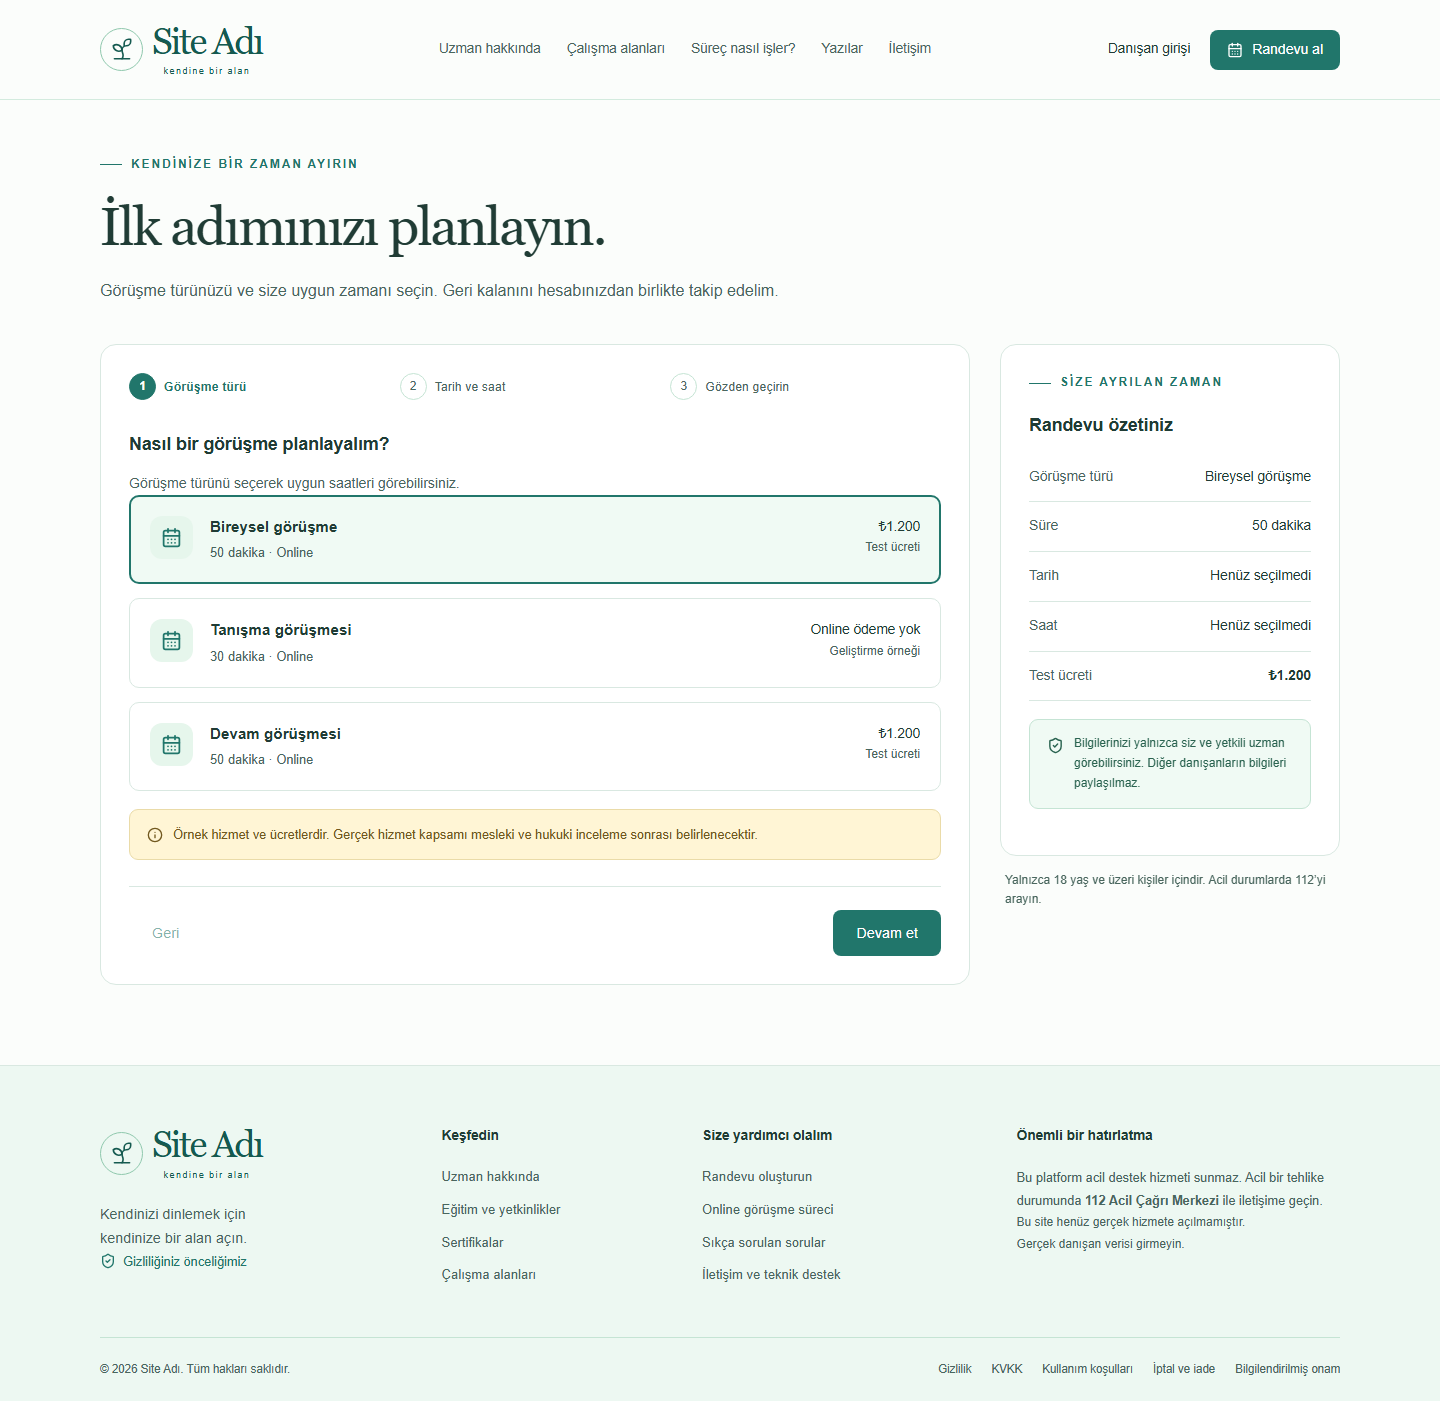 Site Adı
kendine bir alan
Uzman hakkında
Çalışma alanları
Süreç nasıl işler?
Yazılar
İletişim
Danışan girişi
Randevu al
KENDİNİZE BİR ZAMAN AYIRIN
İlk adımınızı planlayın.
Görüşme türünüzü ve size uygun zamanı seçin. Geri kalanını hesabınızdan birlikte takip edelim.
1 Görüşme türü
2 Tarih ve saat
3 Gözden geçirin
Nasıl bir görüşme planlayalım?
Görüşme türünü seçerek uygun saatleri görebilirsiniz.
Bireysel görüşme
50 dakika · Online
₺1.200
Test ücreti
Tanışma görüşmesi
30 dakika · Online
Online ödeme yok
Geliştirme örneği
Devam görüşmesi
50 dakika · Online
₺1.200
Test ücreti
Örnek hizmet ve ücretlerdir. Gerçek hizmet kapsamı mesleki ve hukuki inceleme sonrası belirlenecektir.
Geri
Devam et
SİZE AYRILAN ZAMAN
Randevu özetiniz
Görüşme türü Bireysel görüşme
Süre 50 dakika
Tarih Henüz seçilmedi
Saat Henüz seçilmedi
Test ücreti ₺1.200
Bilgilerinizi yalnızca siz ve yetkili uzman
görebilirsiniz. Diğer danışanların bilgileri
paylaşılmaz.
Yalnızca 18 yaş ve üzeri kişiler içindir. Acil durumlarda 112'yi
arayın.
Site Adı
kendine bir alan
Kendinizi dinlemek için
kendinize bir alan açın.
Gizliliğiniz önceliğimiz
Keşfedin
Uzman hakkında
Eğitim ve yetkinlikler
Sertifikalar
Çalışma alanları
Size yardımcı olalım
Randevu oluşturun
Online görüşme süreci
Sıkça sorulan sorular
İletişim ve teknik destek
Önemli bir hatırlatma
Bu platform acil destek hizmeti sunmaz. Acil bir tehlike
durumunda 112 Acil Çağrı Merkezi ile iletişime geçin.
Bu site henüz gerçek hizmete açılmamıştır.
Gerçek danışan verisi girmeyin.
© 2026 Site Adı. Tüm hakları saklıdır.
Gizlilik
KVKK
Kullanım koşulları
İptal ve iade
Bilgilendirilmiş onam